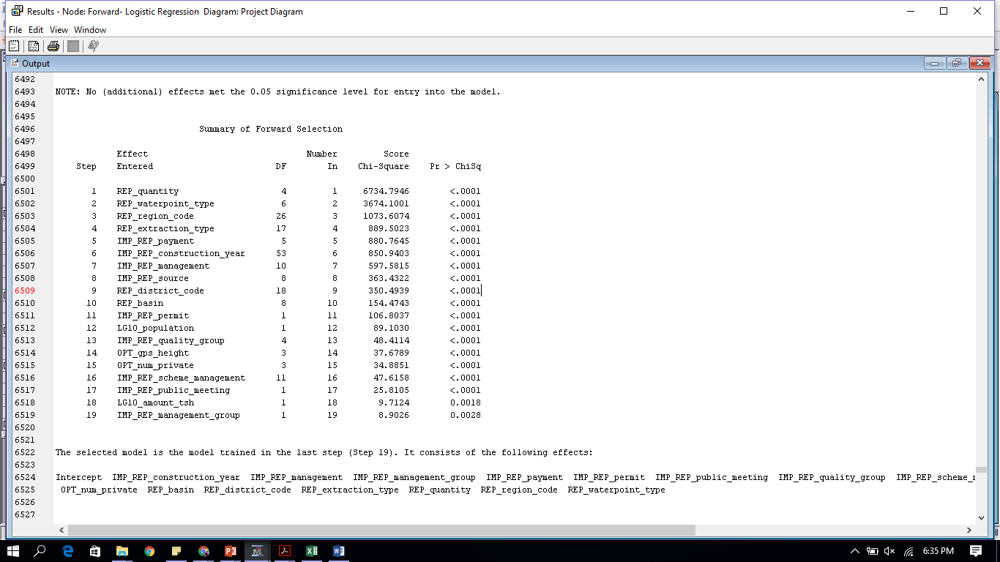 Results - Node: Forward- Logistic Regression Diagram: Project Diagram
File Edit View Window
Output
6492
6493 NOTE: No (additional) effects met the 0.05 significance level for entry into the model.
6494
6495
6496 Summary of Forward Selection
6497
6498 Effect Number Score
6499 Step Entered DF In Chi-Square Pr > ChiSq
6500
6501 1 REP_quantity 4 1 6734.7946 <.0001
6502 2 REP_waterpoint_type 6 2 3674.1001 <.0001
6503 3 REP_region_code 26 3 1073.6074 <.0001
6504 4 REP_extraction_type 17 4 889.5023 <.0001
6505 5 IMP_REP_payment 5 5 880.7645 <.0001
6506 6 IMP_REP_construction_year 53 6 850.9403 <.0001
6507 7 IMP_REP_management 10 7 597.5815 <.0001
6508 8 IMP_REP_source 8 8 363.4322 <.0001
6509 9 REP_district_code 18 9 350.4939 <.0001
6510 10 REP_basin 8 10 154.4743 <.0001
6511 11 IMP_REP_permit 1 11 106.8037 <.0001
6512 12 LG10_population 1 12 89.1030 <.0001
6513 13 IMP_REP_quality_group 4 13 48.4114 <.0001
6514 14 OPT_gps_height 3 14 37.6789 <.0001
6515 15 OPT_num_private 3 15 34.8851 <.0001
6516 16 IMP_REP_scheme_management 11 16 47.6158 <.0001
6517 17 IMP_REP_public_meeting 1 17 25.8105 <.0001
6518 18 LG10_amount_tsh 1 18 9.7124 0.0018
6519 19 IMP_REP_management_group 1 19 8.9026 0.0028
6520
6521
6522 The selected model is the model trained in the last step (Step 19). It consists of the following effects:
6523
6524 Intercept IMP_REP_construction_year IMP_REP_management IMP_REP_management_group IMP_REP_payment IMP_REP_permit IMP_REP_public_meeting IMP_REP_quality_group
6525 OPT_num_private REP_basin REP_district_code REP_extraction_type REP_quantity REP_region_code REP_waterpoint_type
6526
6527
6:35 PM